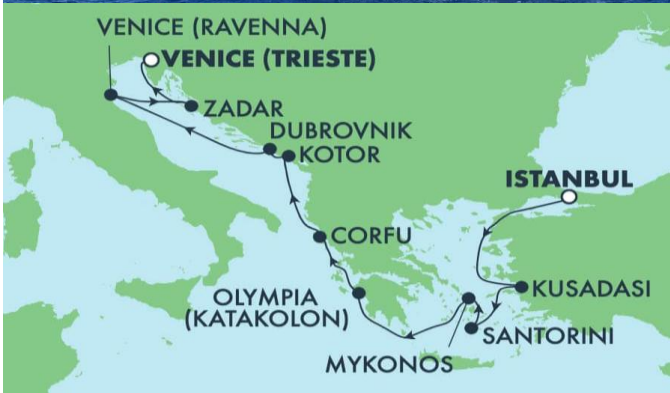 VENICE (RAVENNA)
VENICE (TRIESTE)
ZADAR
DUBROVNIK
KOTOR
ISTANBUL
CORFU
KUSADASI
OLYMPIA
(KATAKOLON)
SANTORINI
MYKONOS